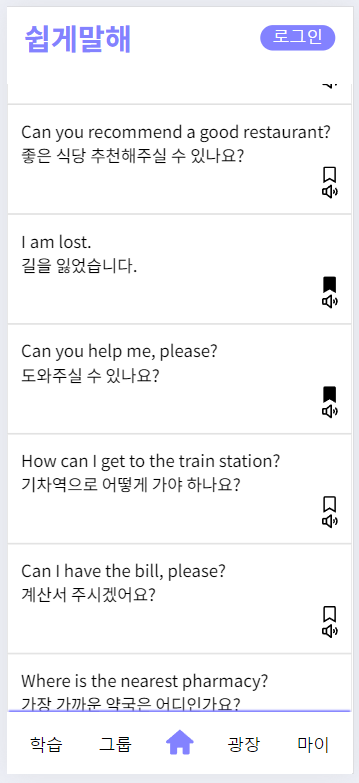 쉽게말해
로그인
Can you recommend a good restaurant?
좋은 식당 추천해주실 수 있나요?
I am lost.
길을 잃었습니다.
Can you help me, please?
도와주실 수 있나요?
How can I get to the train station?
기차역으로 어떻게 가야 하나요?
Can I have the bill, please?
계산서 주시겠어요?
Where is the nearest pharmacy?
가장 가까운 약국은 어디인가요?
학습 그룹 광장 마이